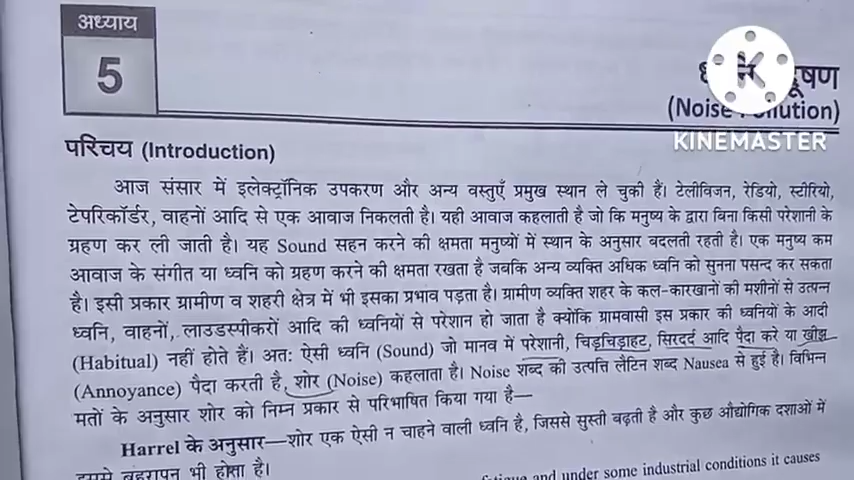 अध्याय
5
(Noise Pollution)
KINEMASTER
परिचय (Introduction)
आज संसार में इलेक्ट्रॉनिक उपकरण और अन्य वस्तुएँ प्रमुख स्थान ले चुकी हैं। टेलीविजन, रेडियो, स्टीरियो,
टेपरिकॉर्डर, वाहनों आदि से एक आवाज निकलती है। यही आवाज कहलाता है जो कि मनुष्य के द्वारा बिना किसी परेशानी के
ग्रहण कर ली जाती है। यह Sound सहन करने की क्षमता मनुष्यों में स्थान के अनुसार बदलती रहती है। एक मनुष्य कम
आवाज के संगीत या ध्वनि को ग्रहण करने की क्षमता रखता है जबकि अन्य व्यक्ति अधिक ध्वनि को सुनना पसन्द कर सकता
है। इसी प्रकार ग्रामीण व शहरी क्षेत्र में भी इसका प्रभाव पड़ता है। ग्रामीण व्यक्ति शहर के कल-कारखानों की मशीनों से उत्पन्न
ध्वनि, वाहनों, लाउडस्पीकरों आदि की ध्वनियों से परेशान हो जाता है क्योंकि ग्रामवासी इस प्रकार की ध्वनियों के आदी
(Habitual) नहीं होते हैं। अतः ऐसी ध्वनि (Sound) जो मानव में परेशानी, चिड़चिड़ाहट, सिरदर्द आदि पैदा करे या खीझ
(Annoyance) पैदा करती है, शोर (Noise) कहलाता है। Noise शब्द की उत्पत्ति लैटिन शब्द Nausea से हुई है। विभिन्न
मतों के अनुसार शोर को निम्न प्रकार से परिभाषित किया गया है—
Harrel के अनुसार—शोर एक ऐसी न चाहने वाली ध्वनि है, जिससे सुस्ती बढ़ती है और कुछ औद्योगिक दशाओं में
इससे बहरापन भी होता है।
fatigue and under some industrial conditions it causes